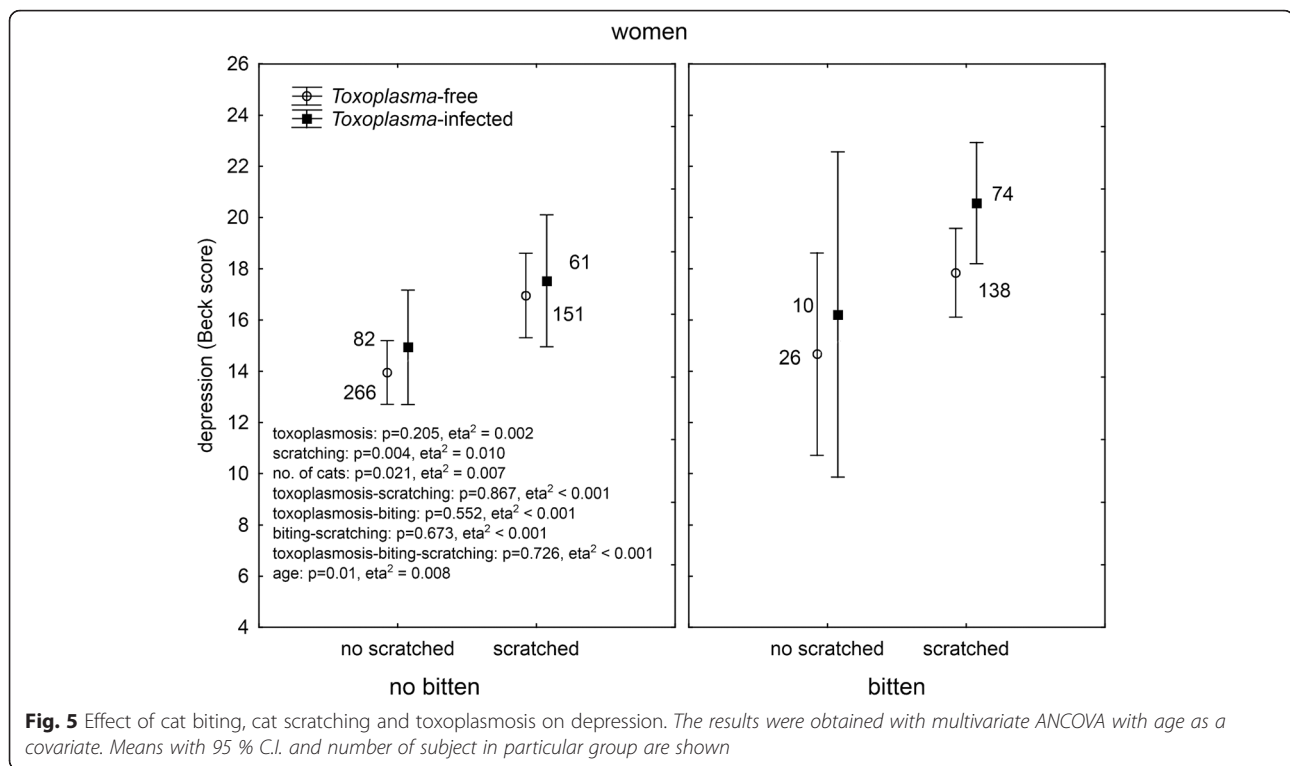 women
26
24
22
20
18
16
14
12
10
8
6
4
depression (Beck score)
Toxoplasma-free
Toxoplasma-infected
82
266
61
151
10
26
74
138
toxoplasmosis: p=0.205, eta² = 0.002
scratching: p=0.004, eta² = 0.010
no. of cats: p=0.021, eta² = 0.007
toxoplasmosis-scratching: p=0.867, eta² < 0.001
toxoplasmosis-biting: p=0.552, eta² < 0.001
biting-scratching: p=0.673, eta² < 0.001
toxoplasmosis-biting-scratching: p=0.726, eta² < 0.001
age: p=0.01, eta² = 0.008
no scratched scratched
no bitten
no scratched scratched
bitten
Fig. 5 Effect of cat biting, cat scratching and toxoplasmosis on depression. The results were obtained with multivariate ANCOVA with age as a
covariate. Means with 95 % C.I. and number of subject in particular group are shown